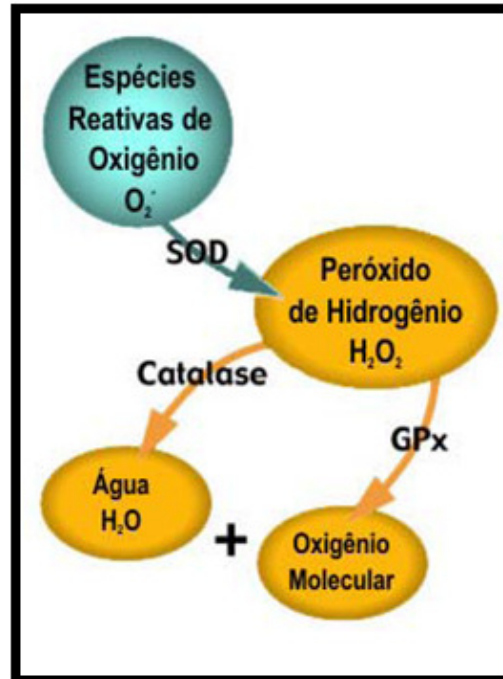 Espécies
Reativas de
Oxigênio
O₂˙
SOD
Peróxido
de Hidrogênio
H₂O₂
Catalase
GPx
Água
H₂O
+
Oxigênio
Molecular